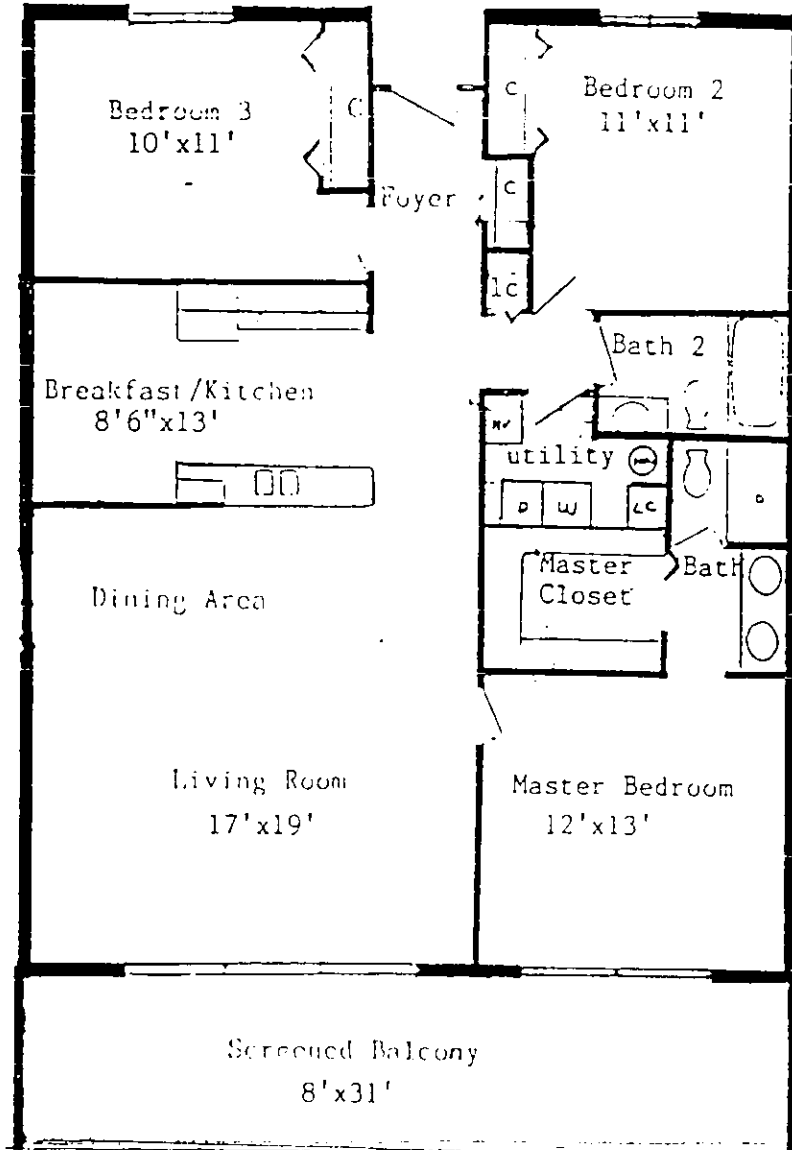 Bedroom 3
10'x11'
C
C
Bedroom 2
11'x11'
Foyer
C
lc
Bath 2
Breakfast/Kitchen
8'6"x13'
utility
D
W
LC
Master
Closet
Bath
Dining Area
Living Room
17'x19'
Master Bedroom
12'x13'
Screened Balcony
8'x31'